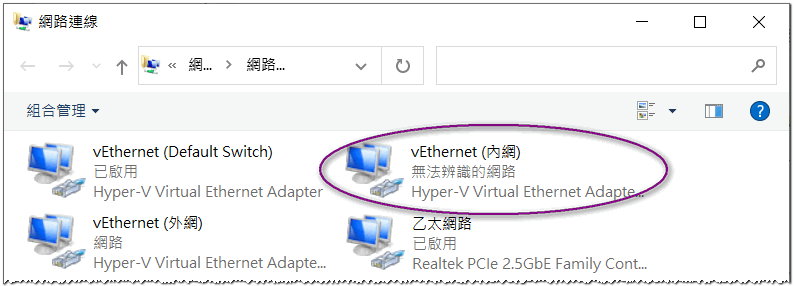 網路連線
« 網... > 網路...
組合管理
vEthernet (Default Switch)
已啟用
Hyper-V Virtual Ethernet Adapter
vEthernet (內網)
無法辨識的網路
Hyper-V Virtual Ethernet Adapte...
vEthernet (外網)
網路
Hyper-V Virtual Ethernet Adapte...
乙太網路
已啟用
Realtek PCIe 2.5GbE Family Cont...